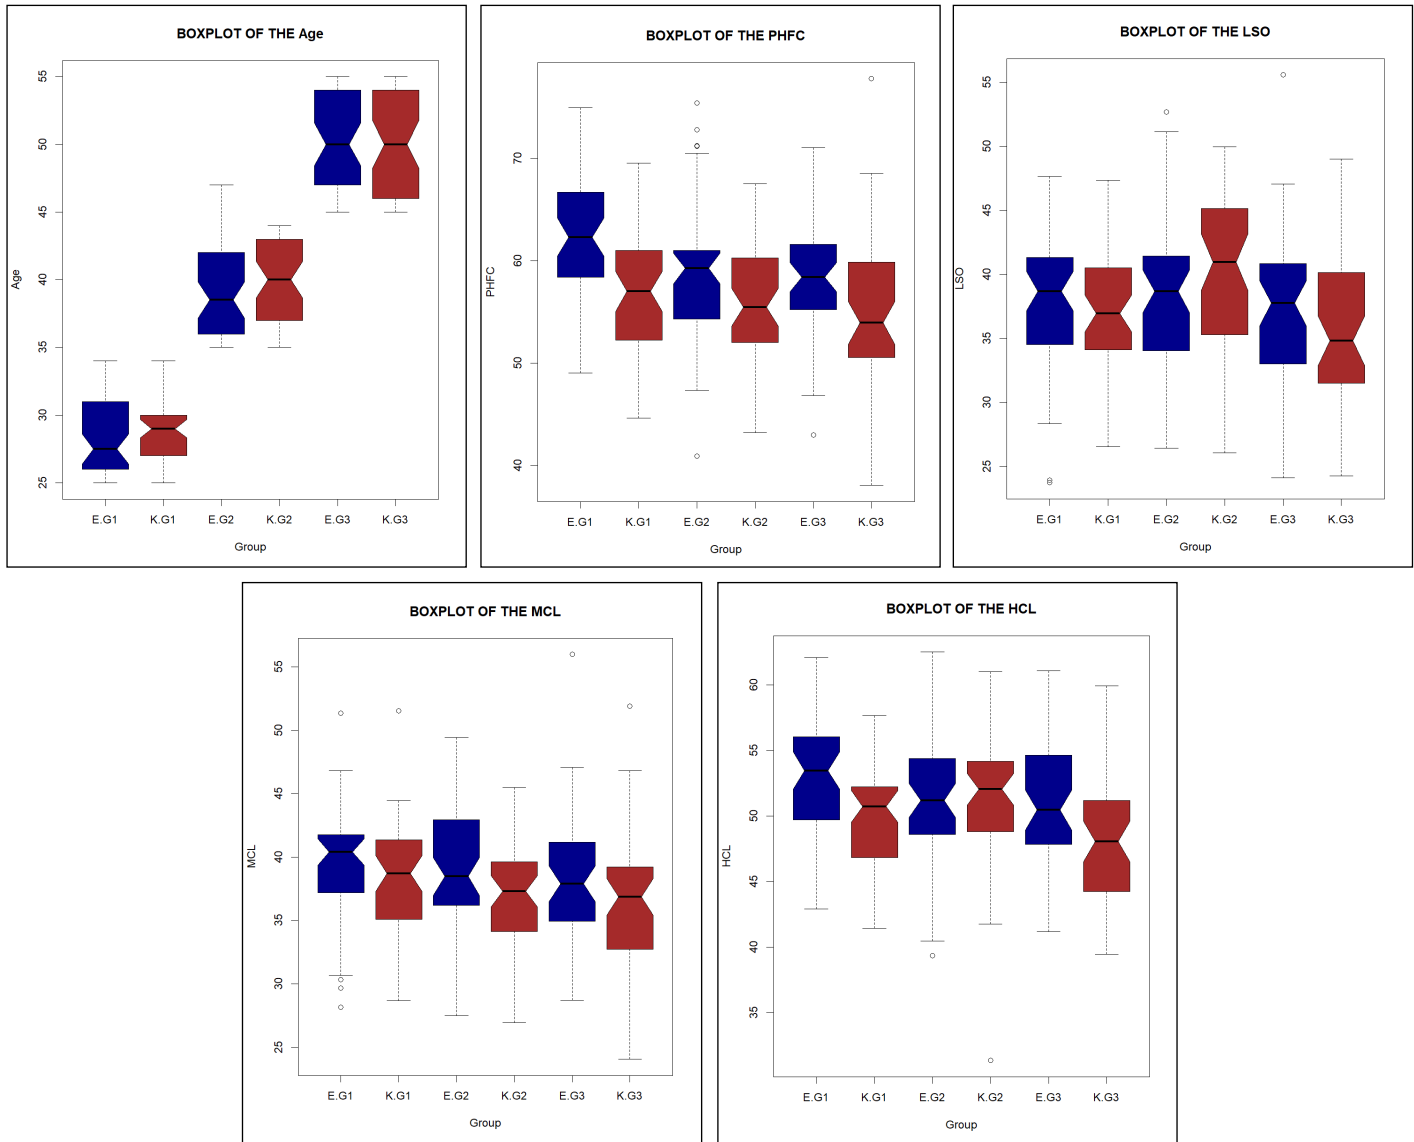 BOXPLOT OF THE Age
Age
55
50
45
40
35
30
25
E.G1 K.G1 E.G2 K.G2 E.G3 K.G3
Group
BOXPLOT OF THE PHFC
PHFC
70
60
50
40
E.G1 K.G1 E.G2 K.G2 E.G3 K.G3
Group
BOXPLOT OF THE LSO
LSO
55
50
45
40
35
30
25
E.G1 K.G1 E.G2 K.G2 E.G3 K.G3
Group
BOXPLOT OF THE MCL
MCL
55
50
45
40
35
30
25
E.G1 K.G1 E.G2 K.G2 E.G3 K.G3
Group
BOXPLOT OF THE HCL
HCL
60
55
50
45
40
35
E.G1 K.G1 E.G2 K.G2 E.G3 K.G3
Group